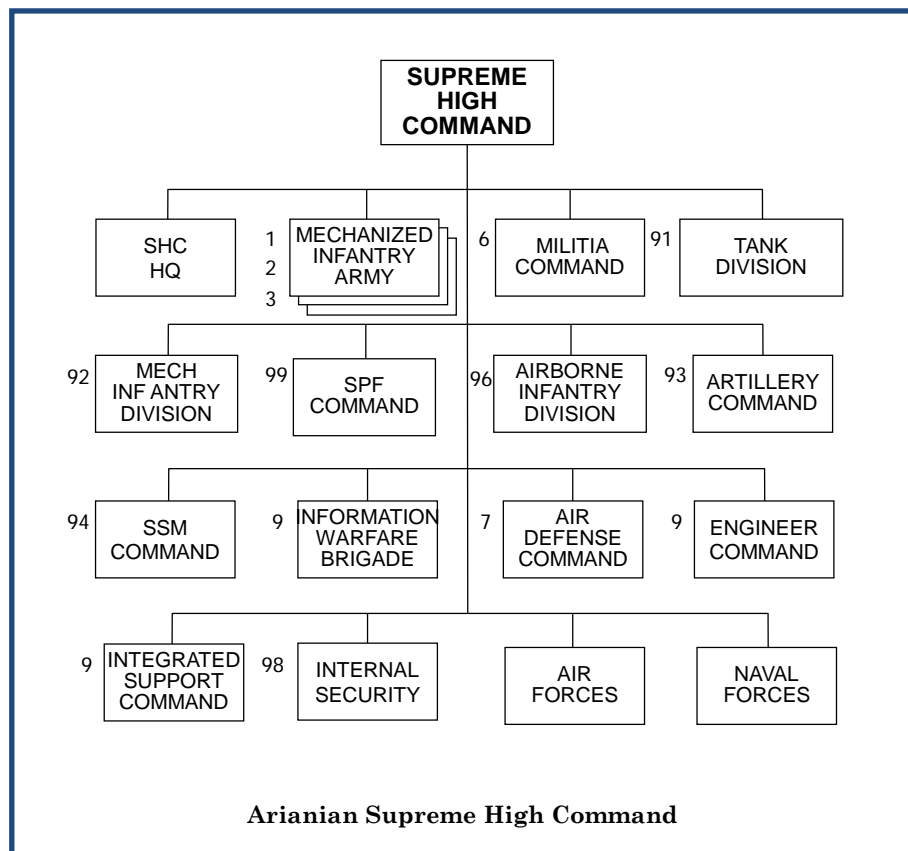 SUPREME
HIGH
COMMAND
SHC
HQ
1
2
3
MECHANIZED
INFANTRY
ARMY
6
MILITIA
COMMAND
91
TANK
DIVISION
92
MECH
INF ANTRY
DIVISION
99
SPF
COMMAND
96
AIRBORNE
INFANTRY
DIVISION
93
ARTILLERY
COMMAND
94
SSM
COMMAND
9
INFORMATION
WARFARE
BRIGADE
7
AIR
DEFENSE
COMMAND
9
ENGINEER
COMMAND
9
INTEGRATED
SUPPORT
COMMAND
98
INTERNAL
SECURITY
AIR
FORCES
NAVAL
FORCES
Arianian Supreme High Command